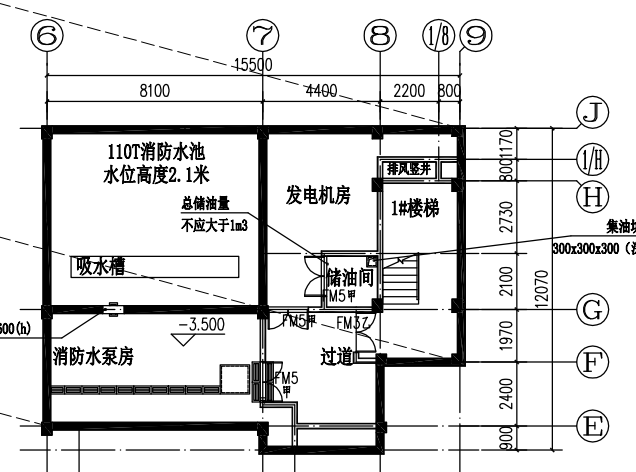 6 7 8 1/8 9
15500
8100 4400 2200 800
J
1/H
H
G
F
E
1170
800
2730
2100
1970
2400
900
12070
110T消防水池
水位高度2.1米
排风竖井
发电机房
总储油量
不应大于1m3
1#楼梯
集油坑
300x300x300
吸水槽
储油间
FM5甲
FM5甲
FM3乙
600(h)
-3.500
消防水泵房
过道
FM5
甲